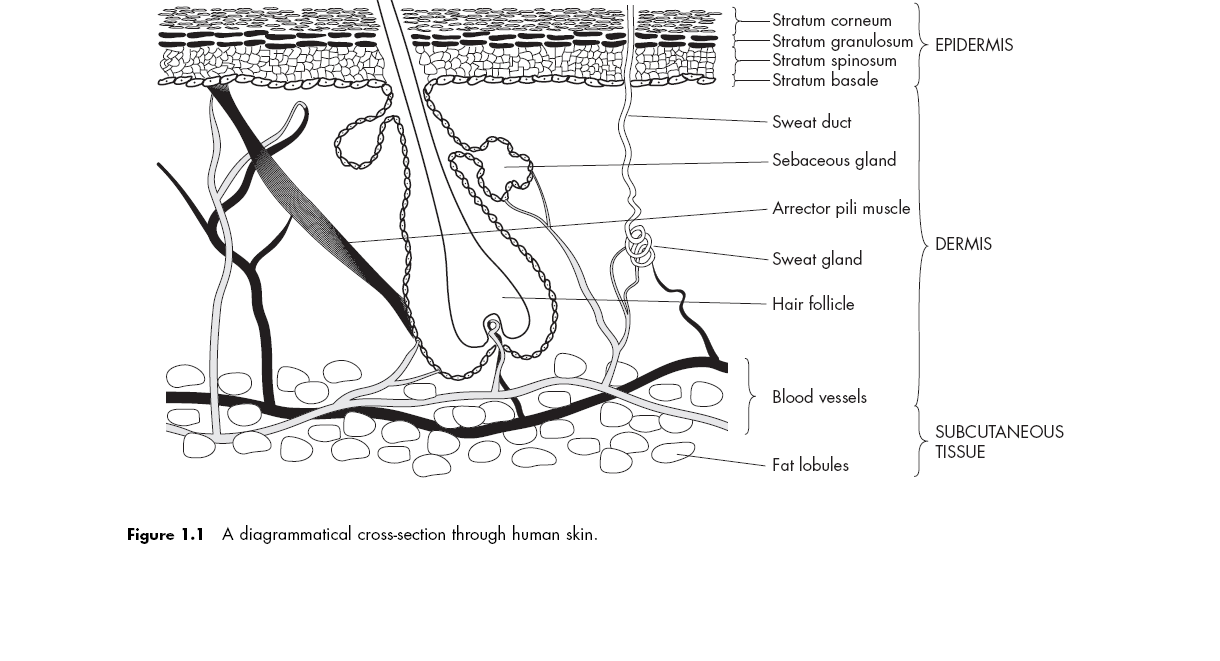 Stratum corneum
Stratum granulosum
Stratum spinosum
Stratum basale
EPIDERMIS
Sweat duct
Sebaceous gland
Arrector pili muscle
Sweat gland
Hair follicle
DERMIS
Blood vessels
Fat lobules
SUBCUTANEOUS
TISSUE
Figure 1.1 A diagrammatical cross-section through human skin.